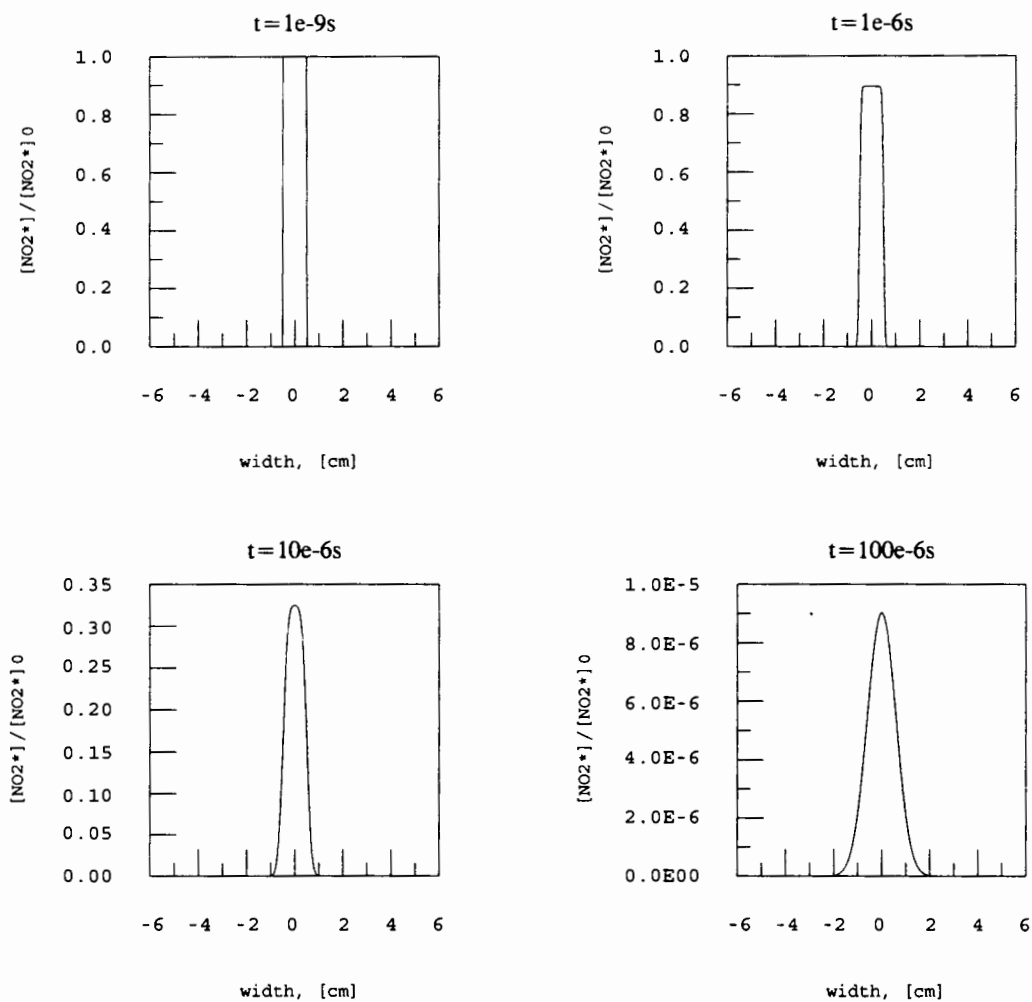 t=1e-9s
[NO2*]/[NO2*]0
1.0
0.8
0.6
0.4
0.2
0.0
-6 -4 -2 0 2 4 6
width, [cm]
t=1e-6s
[NO2*]/[NO2*]0
1.0
0.8
0.6
0.4
0.2
0.0
-6 -4 -2 0 2 4 6
width, [cm]
t=10e-6s
[NO2*]/[NO2*]0
0.35
0.30
0.25
0.20
0.15
0.10
0.05
0.00
-6 -4 -2 0 2 4 6
width, [cm]
t=100e-6s
[NO2*]/[NO2*]0
1.0E-5
8.0E-6
6.0E-6
4.0E-6
2.0E-6
0.0E00
-6 -4 -2 0 2 4 6
width, [cm]